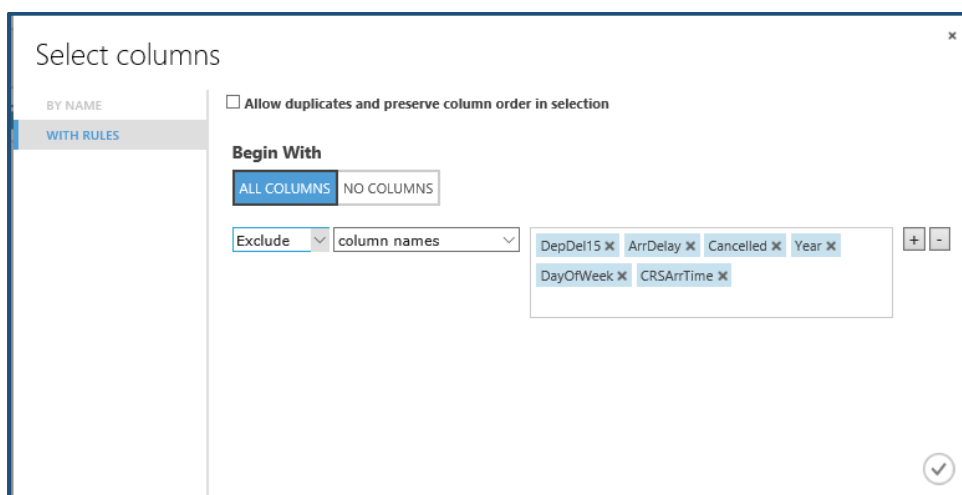 Select columns
BY NAME
WITH RULES
Allow duplicates and preserve column order in selection
Begin With
ALL COLUMNS NO COLUMNS
Exclude column names DepDel15 × ArrDelay × Cancelled × Year × + -
DayOfWeek × CRSArrTime ×